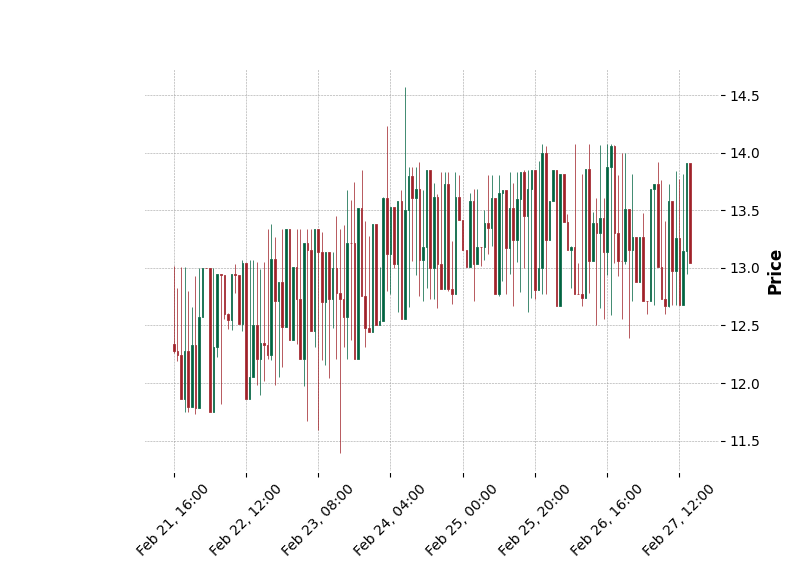 14.5
14.0
13.5
13.0
12.5
12.0
11.5
Price
Feb 21, 16:00
Feb 22, 12:00
Feb 23, 08:00
Feb 24, 04:00
Feb 25, 00:00
Feb 25, 20:00
Feb 26, 16:00
Feb 27, 12:00